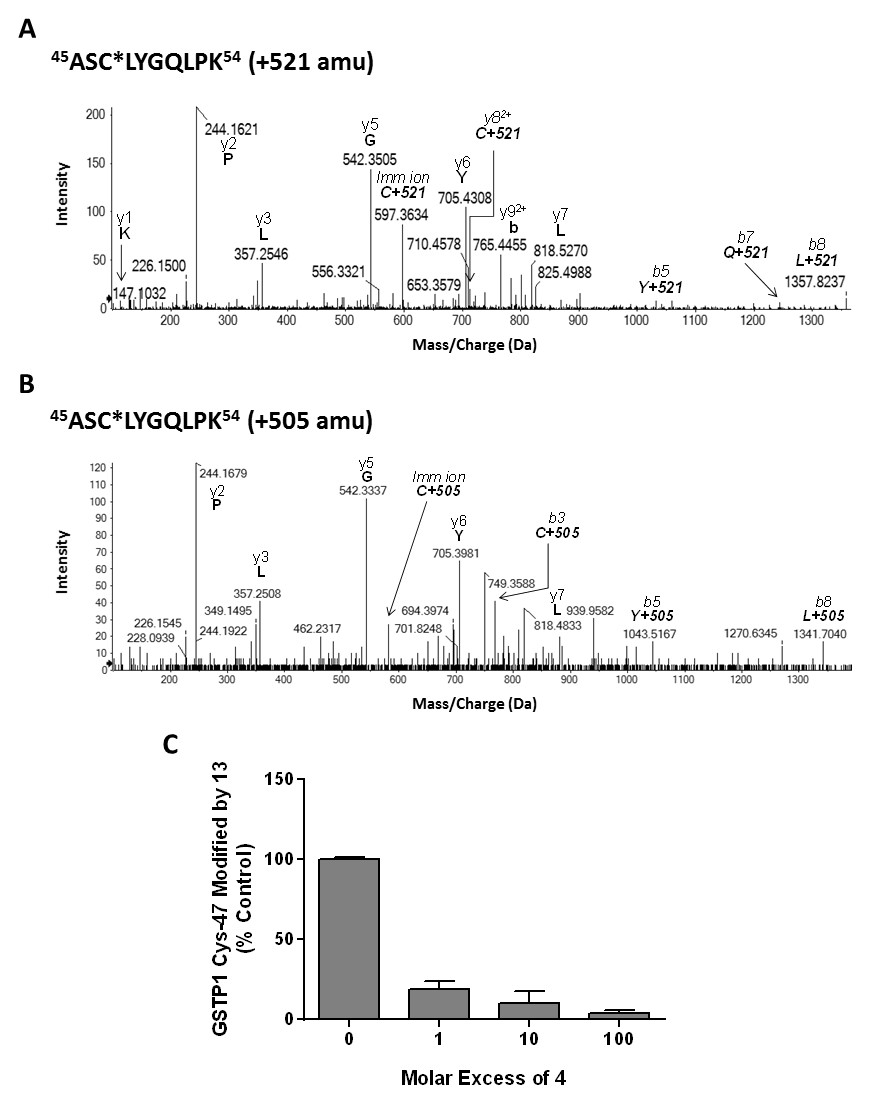 A
⁴⁵ASC*LYGQLPK⁵⁴ (+521 amu)
200
150
100
50
0
Intensity
y1
K
147.1032
226.1500
244.1621
y2
P
y3
L
357.2546
y5
G
542.3505
Imm ion
C+521
597.3634
556.3321
653.3579
y6
Y
705.4308
710.4578
y8²⁺
C+521
y9²⁺
b
765.4455
y7
L
818.5270
825.4988
b5
Y+521
b7
Q+521
b8
L+521
1357.8237
200 300 400 500 600 700 800 900 1000 1100 1200 1300
Mass/Charge (Da)
B
⁴⁵ASC*LYGQLPK⁵⁴ (+505 amu)
120
110
100
90
80
70
60
50
40
30
20
10
0
Intensity
244.1679
y2
P
y3
L
357.2508
349.1495
226.1545
228.0939
244.1922
462.2317
y5
G
542.3337
Imm ion
C+505
y6
Y
705.3981
694.3974
701.8248
b3
C+505
749.3588
y7
L
818.4833
939.9582
b5
Y+505
1043.5167
1270.6345
b8
L+505
1341.7040
200 300 400 500 600 700 800 900 1000 1100 1200 1300
Mass/Charge (Da)
C
GSTP1 Cys-47 Modified by 13
(% Control)
150
100
50
0
0 1 10 100
Molar Excess of 4